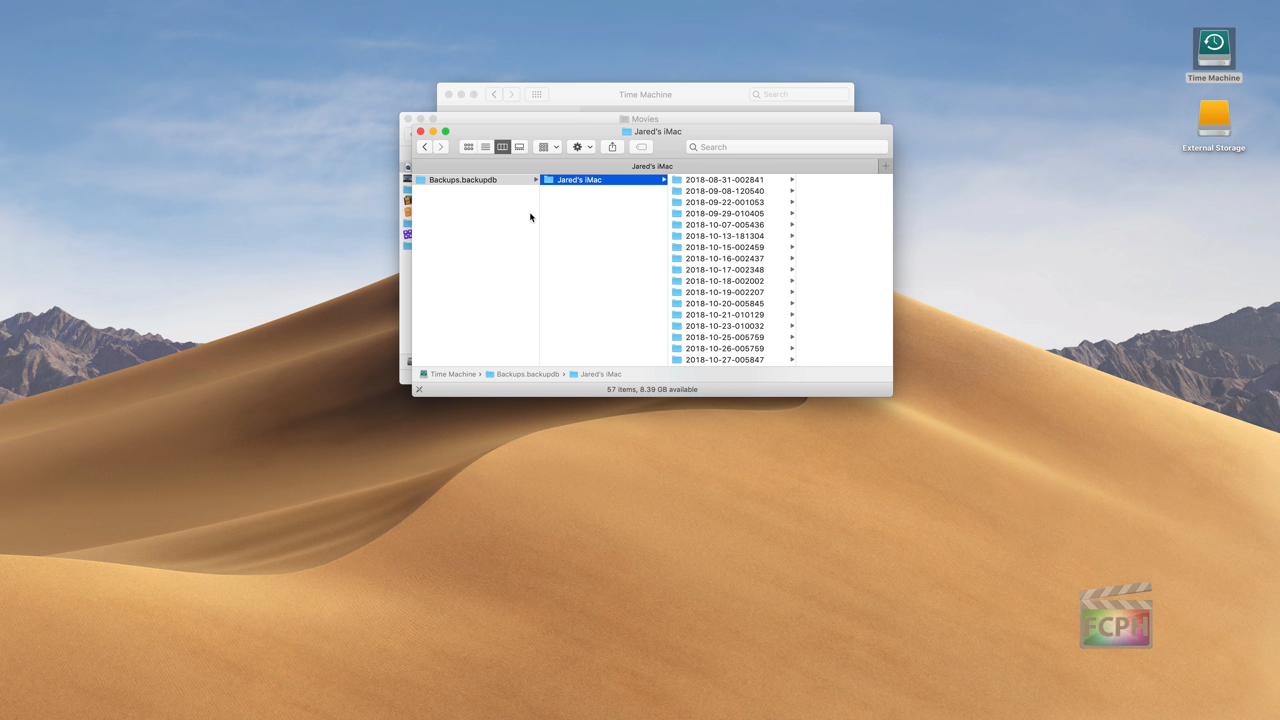 Time Machine
Search
Movies
Jared's iMac
Search
Jared's iMac
Backups.backupdb
Jared's iMac
2018-08-31-002841
2018-09-08-120540
2018-09-22-001053
2018-09-29-010405
2018-10-07-005436
2018-10-13-181304
2018-10-15-002459
2018-10-16-002437
2018-10-17-002348
2018-10-18-002002
2018-10-19-002207
2018-10-20-005845
2018-10-21-010129
2018-10-23-010032
2018-10-25-005759
2018-10-26-005759
2018-10-27-005847
Time Machine › Backups.backupdb › Jared's iMac
57 items, 8.39 GB available
Time Machine
External Storage
FCPH